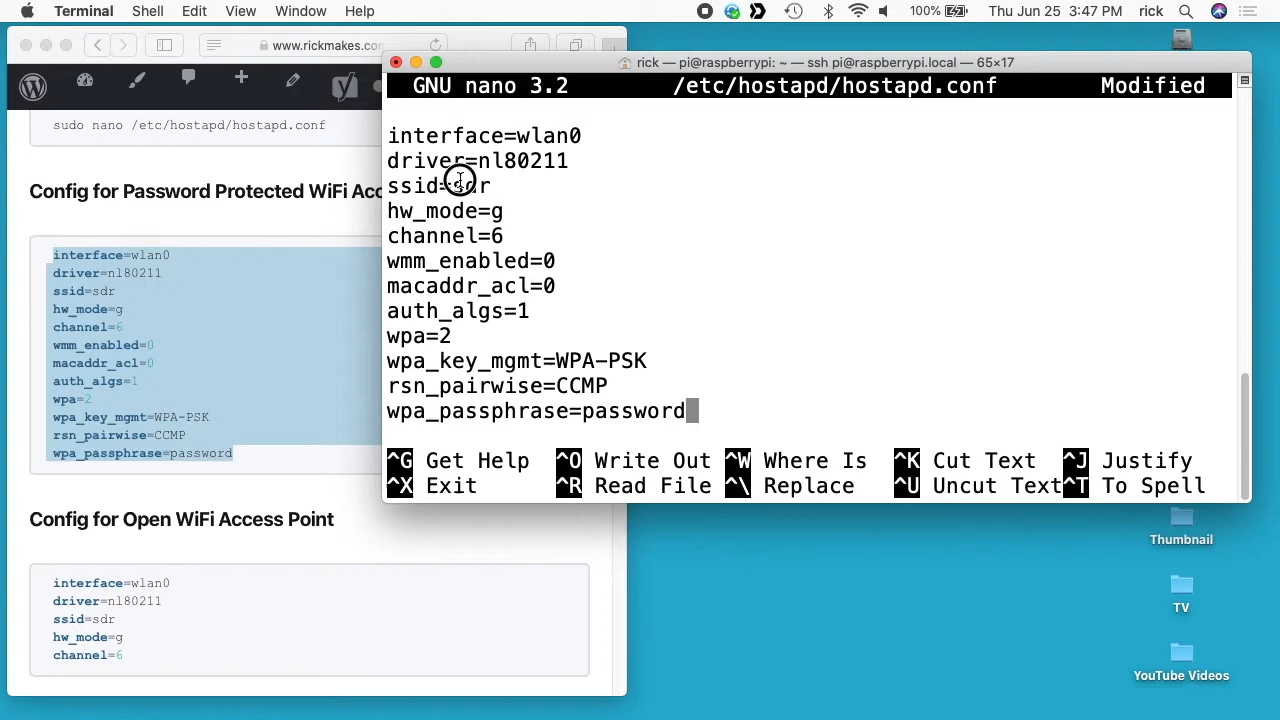 Terminal Shell Edit View Window Help 100% Thu Jun 25 3:47 PM rick
www.rickmakes.co
sudo nano /etc/hostapd/hostapd.conf
Config for Password Protected WiFi Acc
interface=wlan0
driver=nl80211
ssid=sdr
hw_mode=g
channel=6
wmm_enabled=0
macaddr_acl=0
auth_algs=1
wpa=2
wpa_key_mgmt=WPA-PSK
rsn_pairwise=CCMP
wpa_passphrase=password
Config for Open WiFi Access Point
interface=wlan0
driver=nl80211
ssid=sdr
hw_mode=g
channel=6
rick — pi@raspberrypi: ~ — ssh pi@raspberrypi.local — 65×17
GNU nano 3.2 /etc/hostapd/hostapd.conf Modified
interface=wlan0
driver=nl80211
ssid=sdr
hw_mode=g
channel=6
wmm_enabled=0
macaddr_acl=0
auth_algs=1
wpa=2
wpa_key_mgmt=WPA-PSK
rsn_pairwise=CCMP
wpa_passphrase=password
^G Get Help ^O Write Out ^W Where Is ^K Cut Text ^J Justify
^X Exit ^R Read File ^\ Replace ^U Uncut Text ^T To Spell
Thumbnail
TV
YouTube Videos